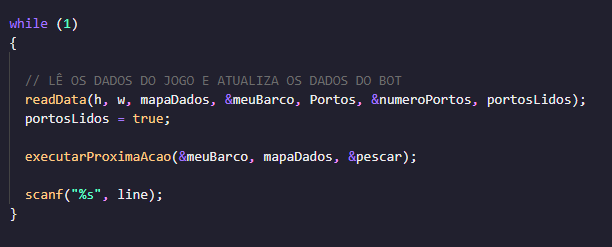 while (1)
{
// LÊ OS DADOS DO JOGO E ATUALIZA OS DADOS DO BOT
readData(h, w, mapaDados, &meuBarco, Portos, &numeroPortos, portosLidos);
portosLidos = true;
executarProximaAcao(&meuBarco, mapaDados, &pescar);
scanf("%s", line);
}